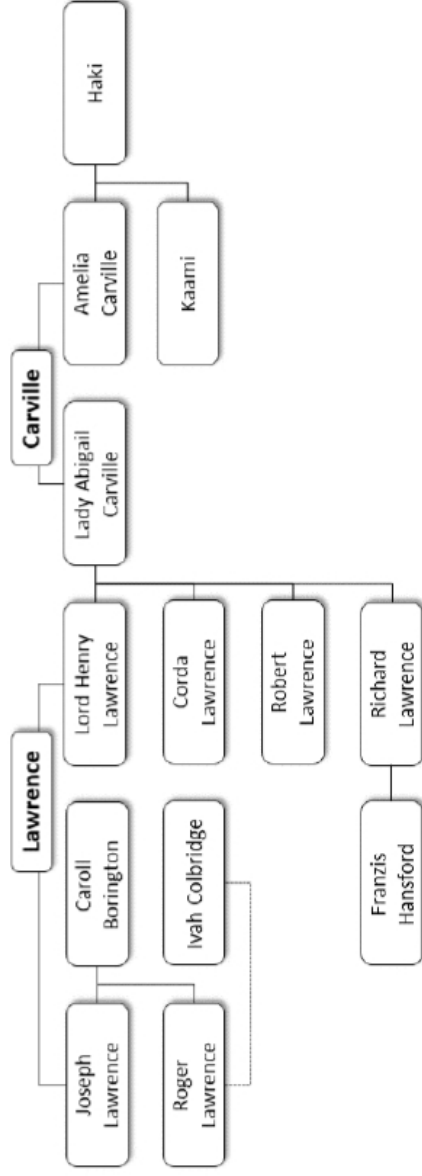 Lawrence
Carville
Joseph
Lawrence
Caroll
Borington
Lord Henry
Lawrence
Lady Abigail
Carville
Amelia
Carville
Haki
Roger
Lawrence
Ivah Colbridge
Corda
Lawrence
Kaami
Robert
Lawrence
Franzis
Hansford
Richard
Lawrence